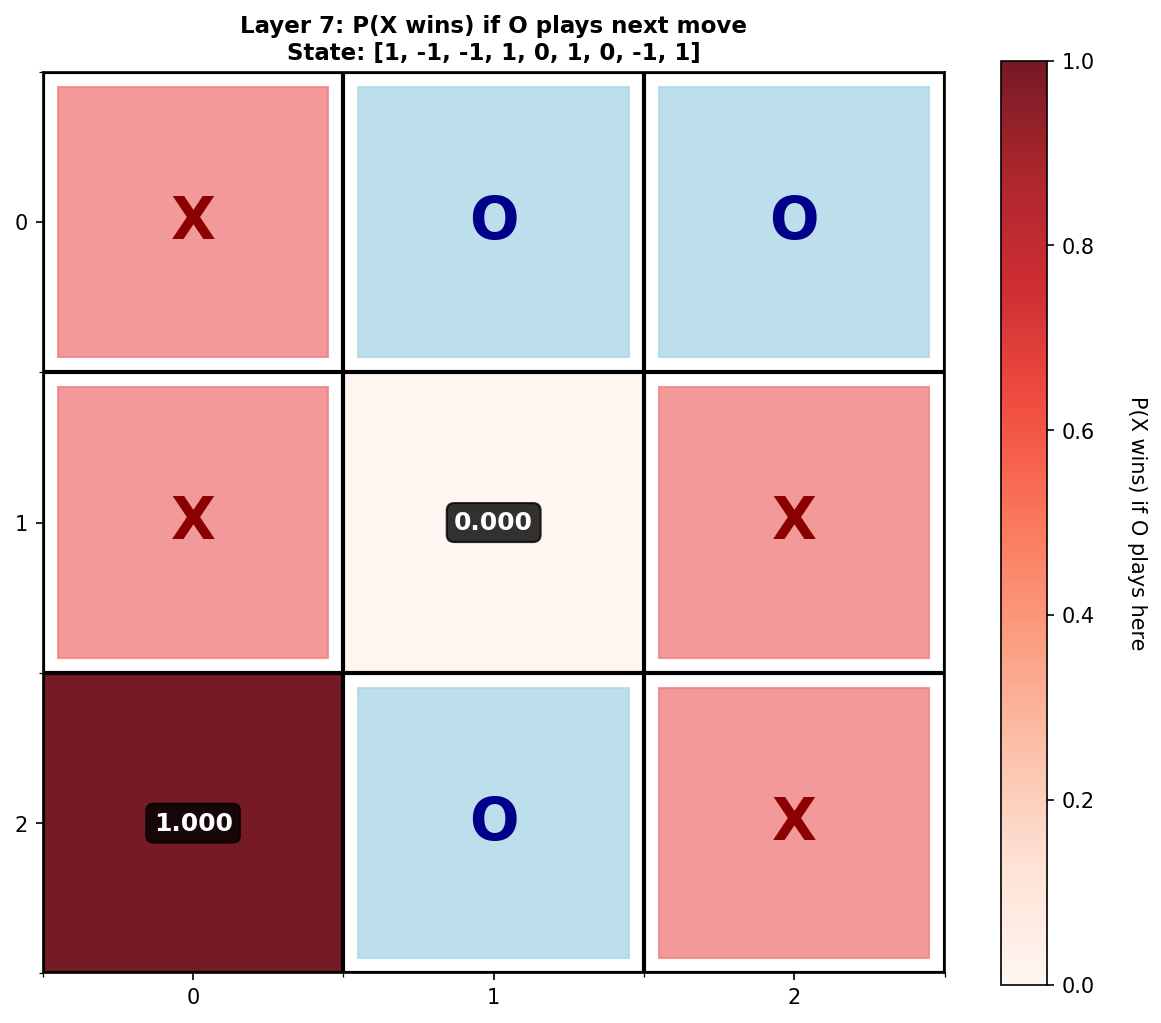 Layer 7: P(X wins) if O plays next move
State: [1, -1, -1, 1, 0, 1, 0, -1, 1]
0
X
O
O
1
X
0.000
X
2
1.000
O
X
0
1
2
1.0
0.8
0.6
0.4
0.2
0.0
P(X wins) if O plays here